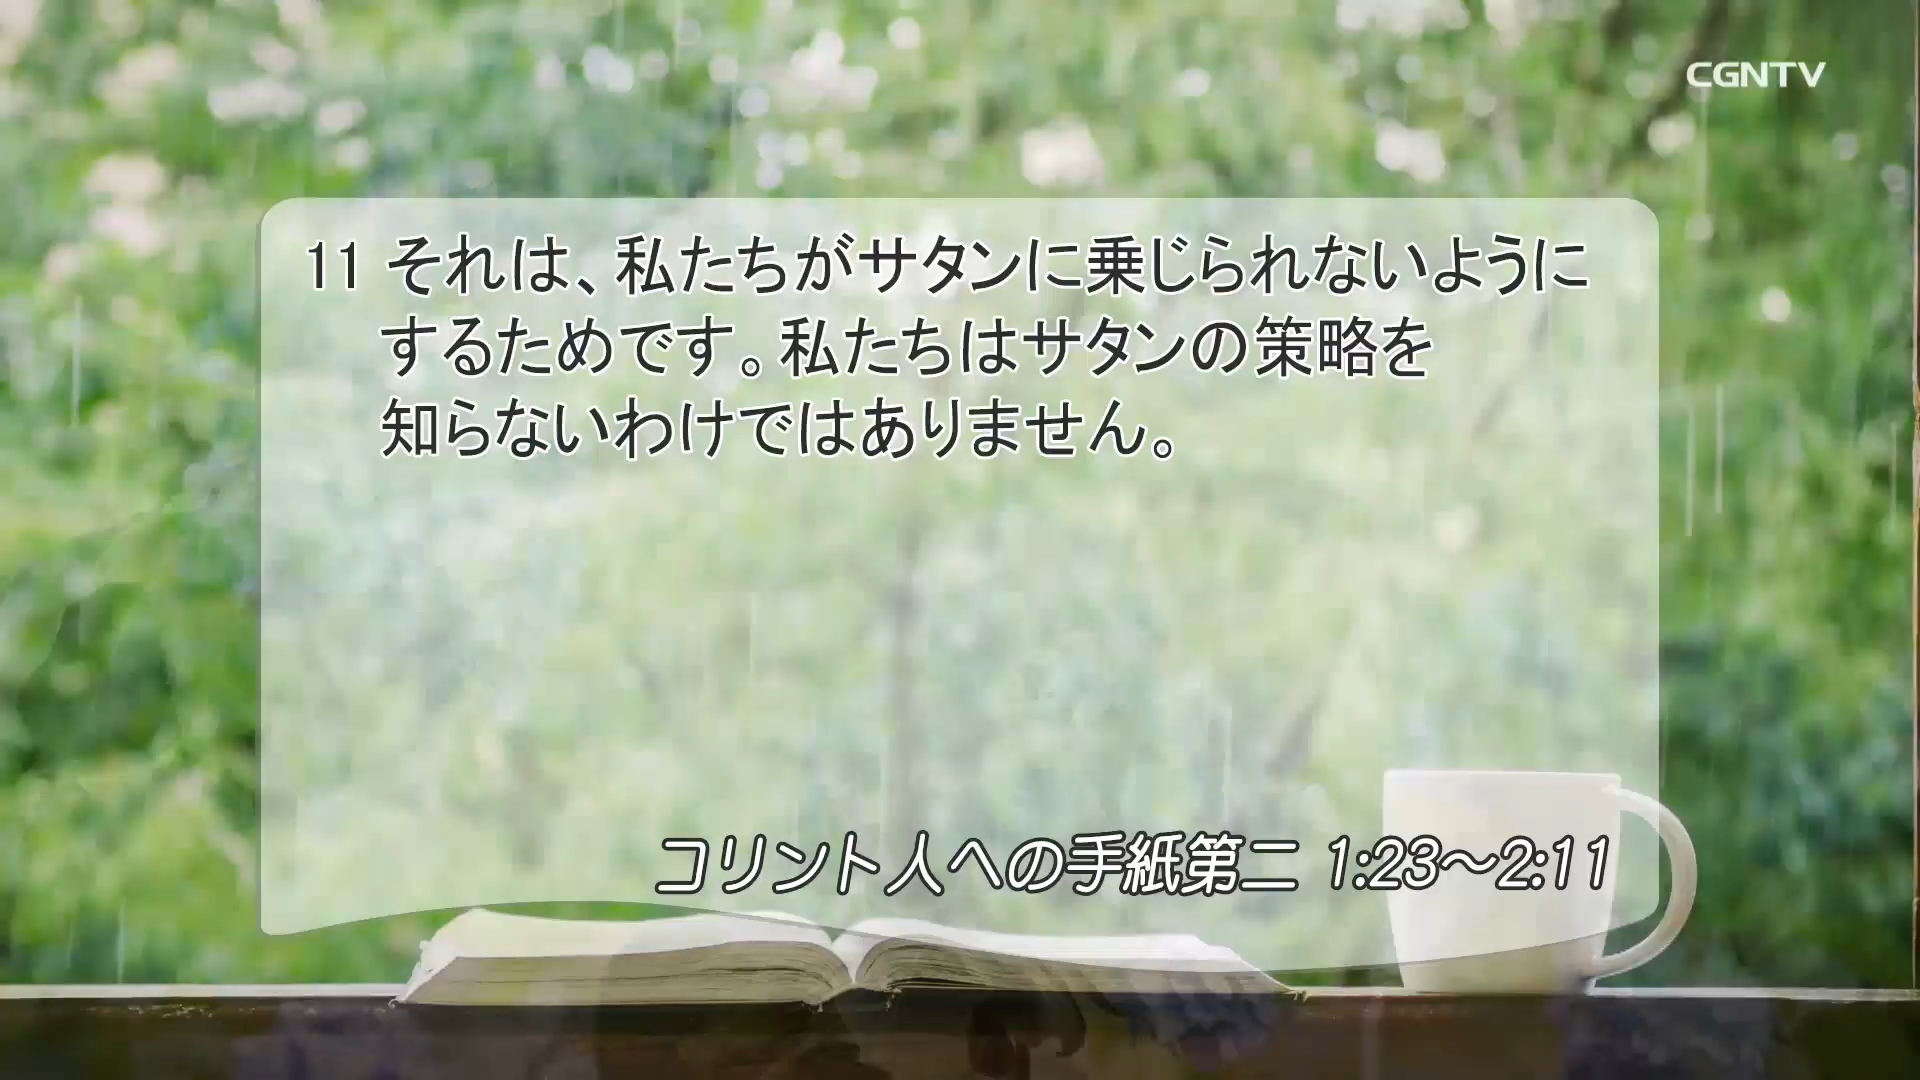 CGNTV
11 それは、私たちがサタンに乗じられないように
するためです。私たちはサタンの策略を
知らないわけではありません。
コリント人への手紙第二 1:23～2:11